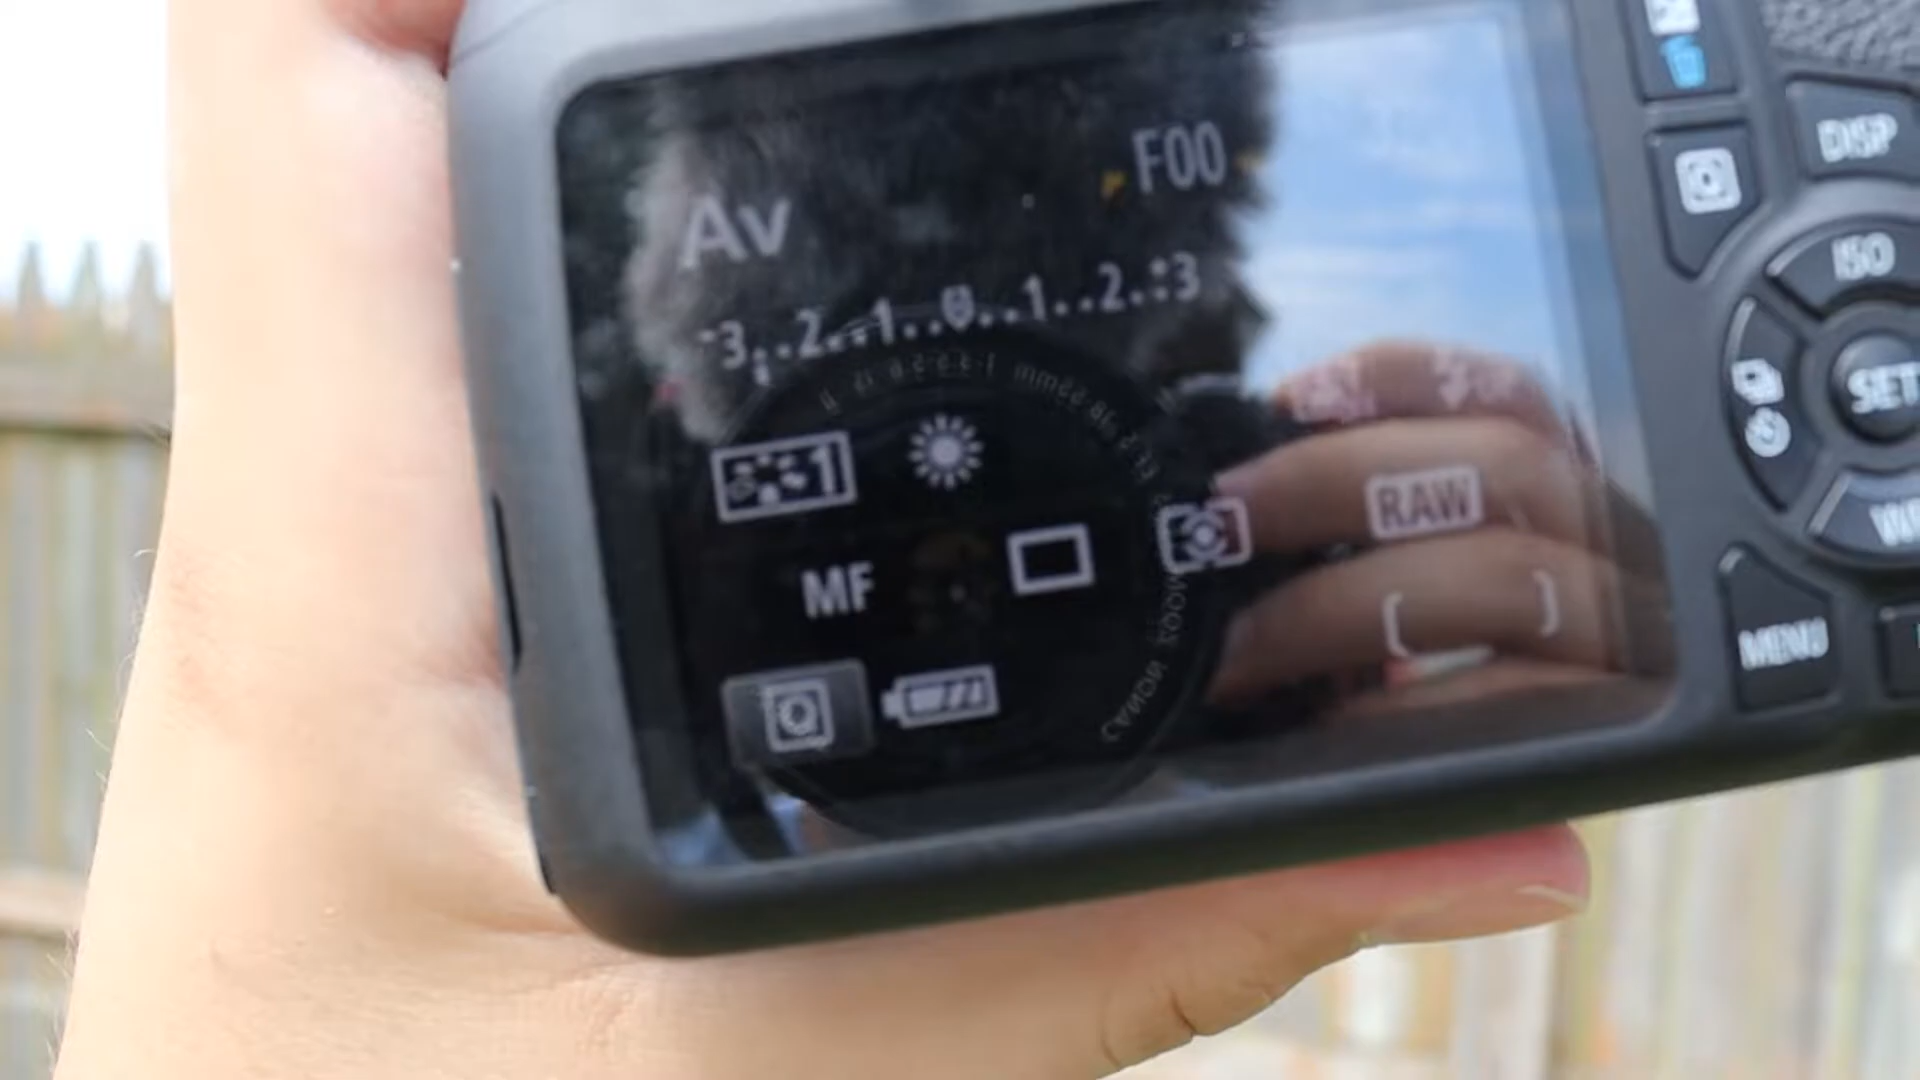 F00
DISP
Av
ISO
-3..2..1..0..1..2.:3
SET
1
RAW
MF
MENU
Q